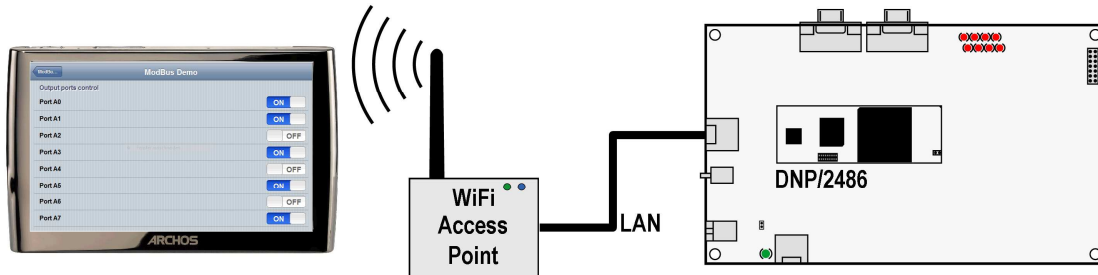 ModBu...
ModBus Demo
Output ports control
Port A0 ON
Port A1 ON
Port A2 OFF
Port A3 ON
Port A4 OFF
Port A5 ON
Port A6 OFF
Port A7 ON
ARCHOS
WiFi
Access
Point
LAN
DNP/2486